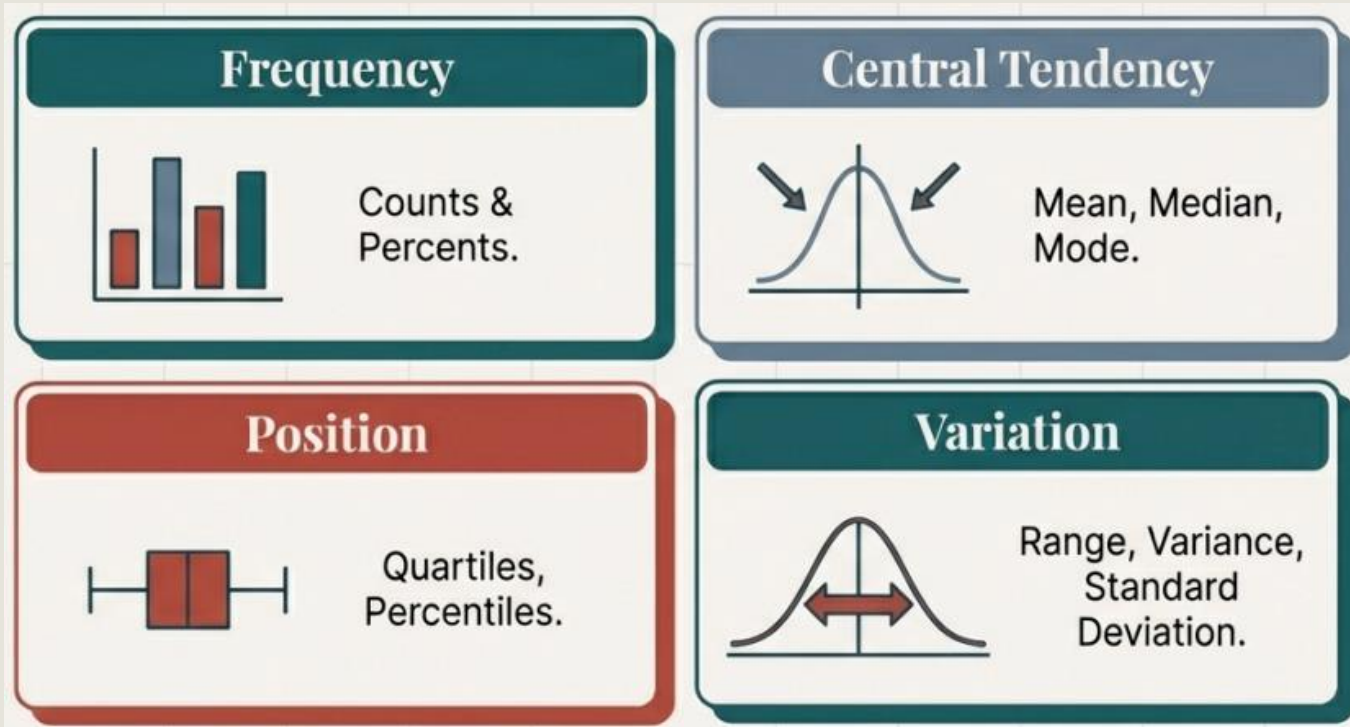 Frequency
Counts &
Percents.
Central Tendency
Mean, Median,
Mode.
Position
Quartiles,
Percentiles.
Variation
Range, Variance,
Standard
Deviation.